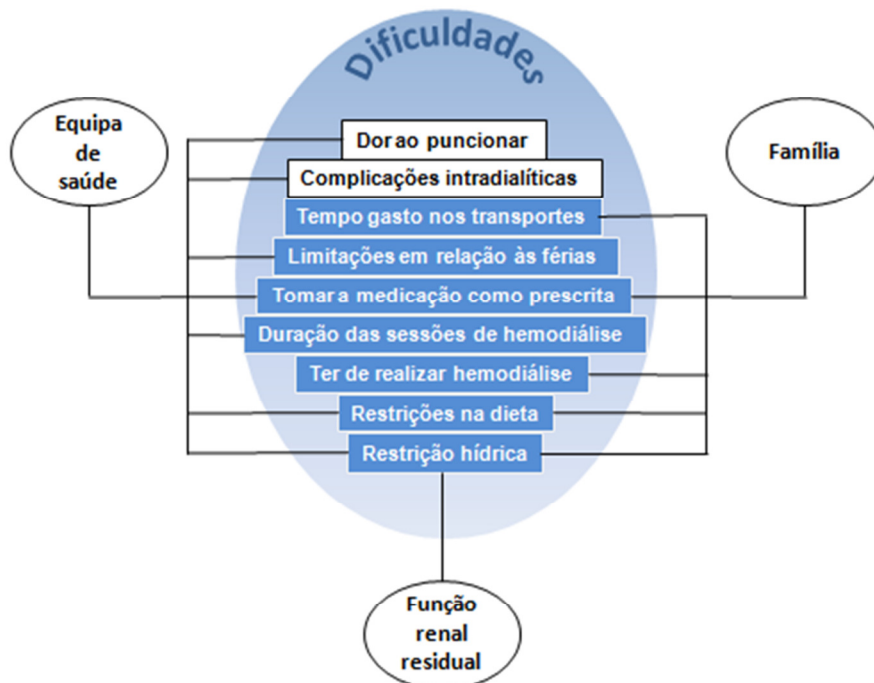 Dificuldades
Equipa
de
saúde
Família
Dor ao puncionar
Complicações intradialíticas
Tempo gasto nos transportes
Limitações em relação às férias
Tomar a medicação como prescrita
Duração das sessões de hemodiálise
Ter de realizar hemodiálise
Restrições na dieta
Restrição hídrica
Função
renal
residual